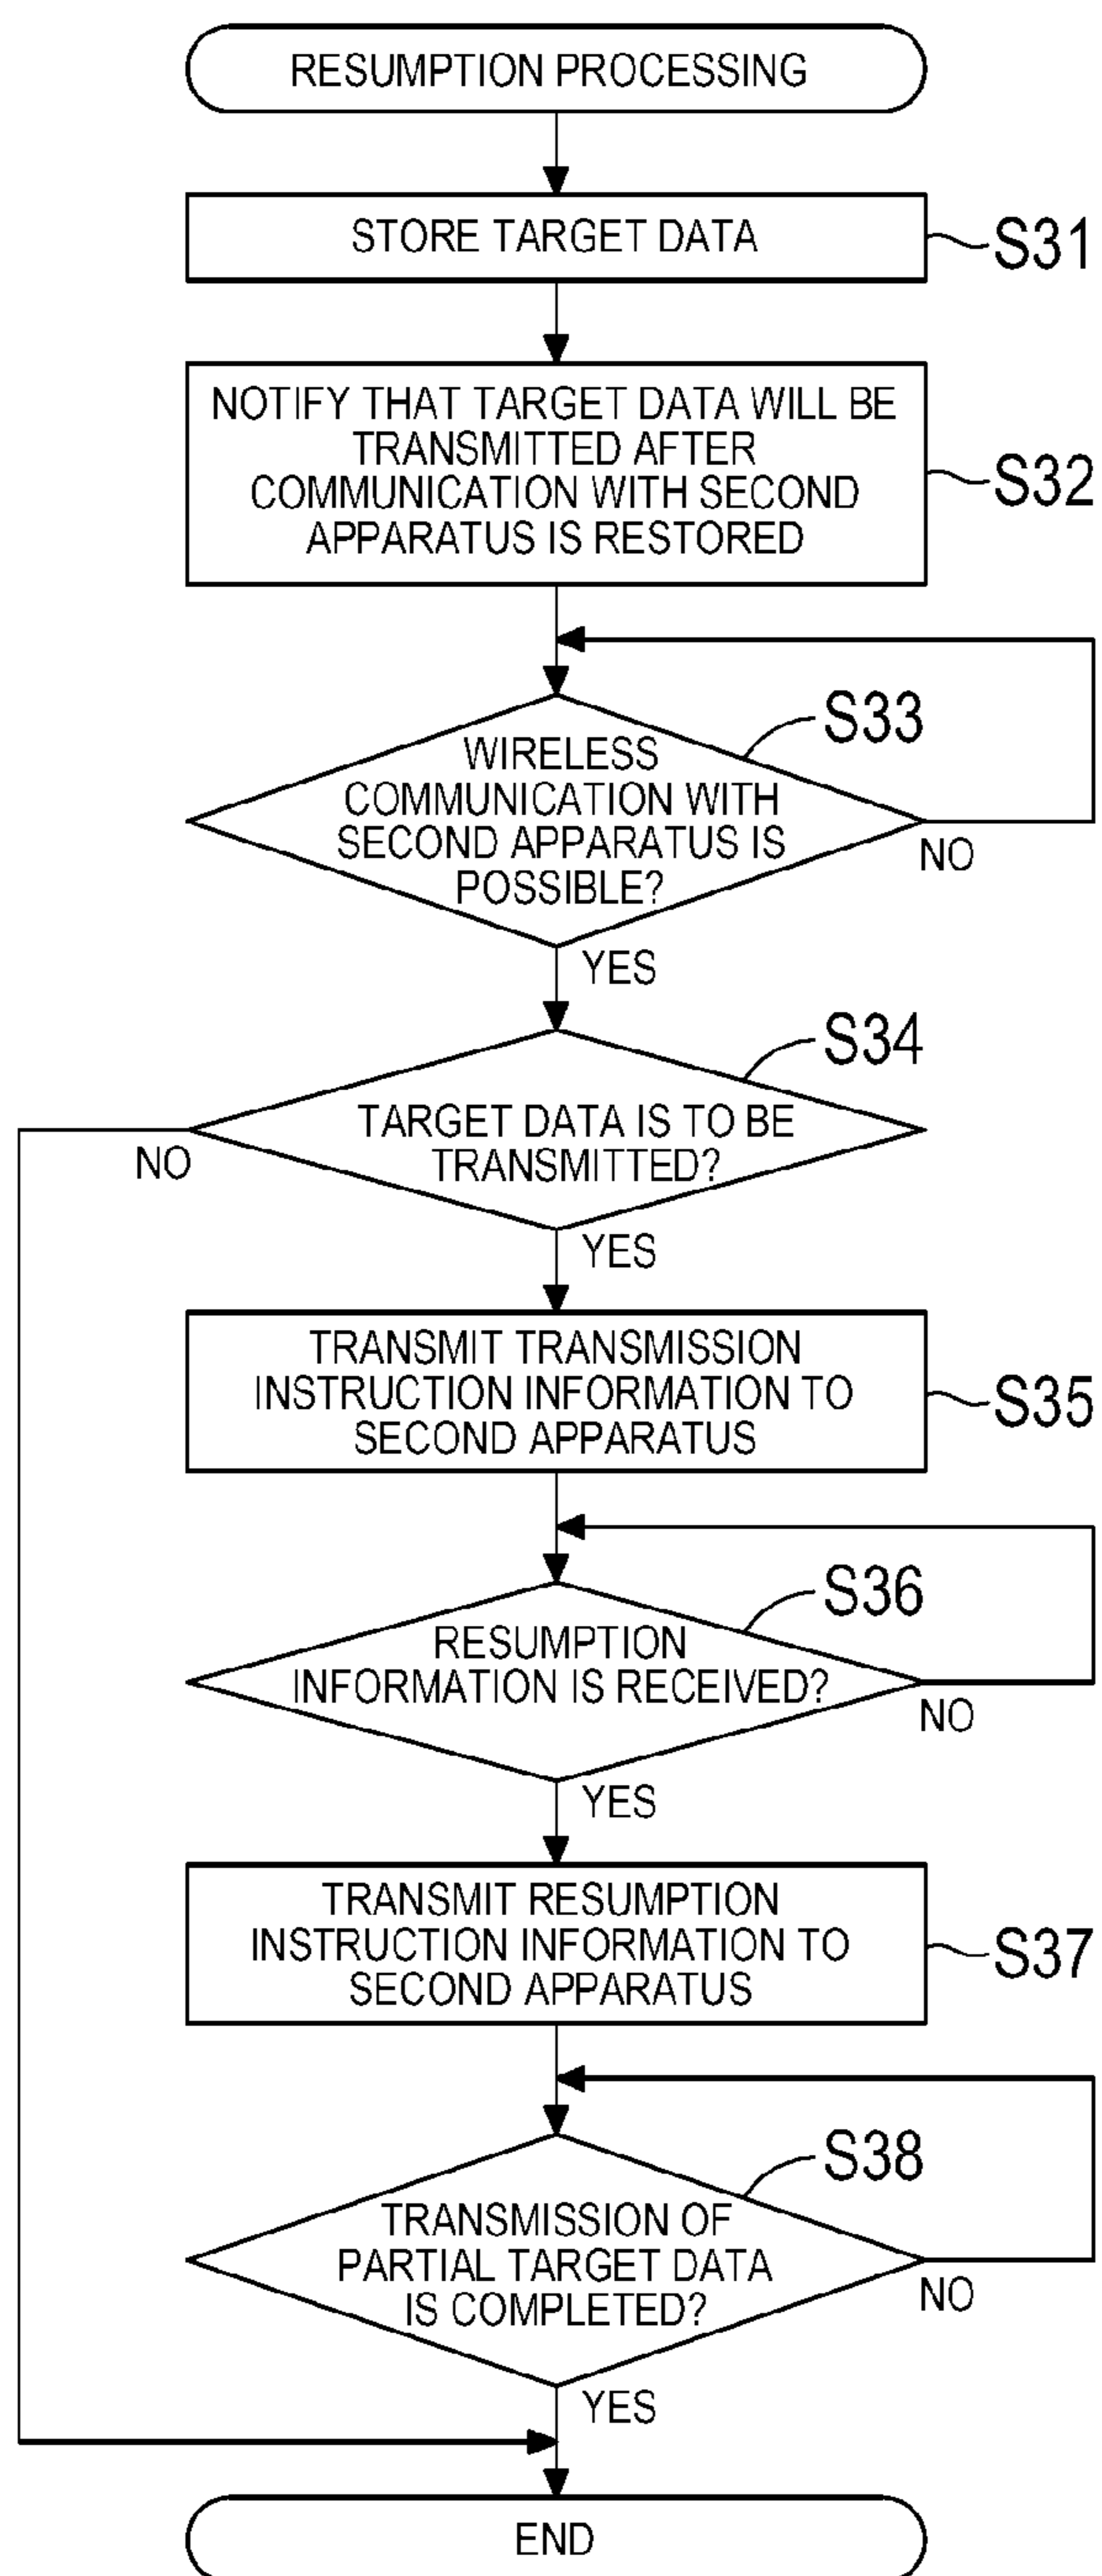 RESUMPTION PROCESSING
STORE TARGET DATA
S31
NOTIFY THAT TARGET DATA WILL BE
TRANSMITTED AFTER
COMMUNICATION WITH SECOND
APPARATUS IS RESTORED
S32
S33
WIRELESS
COMMUNICATION WITH
SECOND APPARATUS IS
POSSIBLE?
NO
YES
S34
TARGET DATA IS TO BE
TRANSMITTED?
NO
YES
TRANSMIT TRANSMISSION
INSTRUCTION INFORMATION TO
SECOND APPARATUS
S35
S36
RESUMPTION
INFORMATION IS RECEIVED?
NO
YES
TRANSMIT RESUMPTION
INSTRUCTION INFORMATION TO
SECOND APPARATUS
S37
S38
TRANSMISSION OF
PARTIAL TARGET DATA
IS COMPLETED?
NO
YES
END